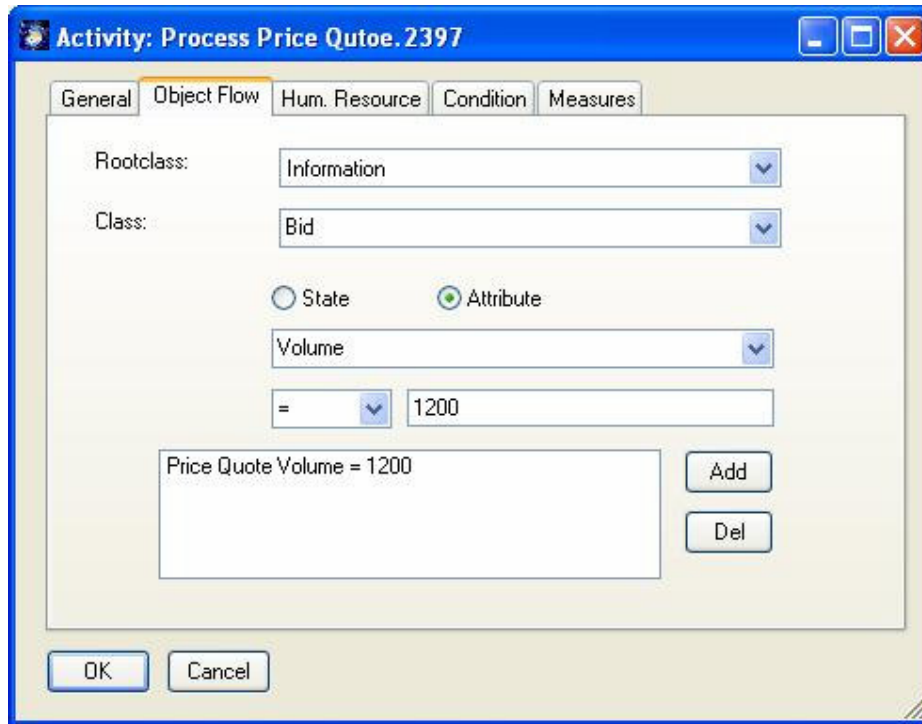 Activity: Process Price Qutoe.2397
General Object Flow Hum. Resource Condition Measures
Rootclass: Information
Class: Bid
State Attribute
Volume
= 1200
Price Quote Volume = 1200
Add
Del
OK Cancel